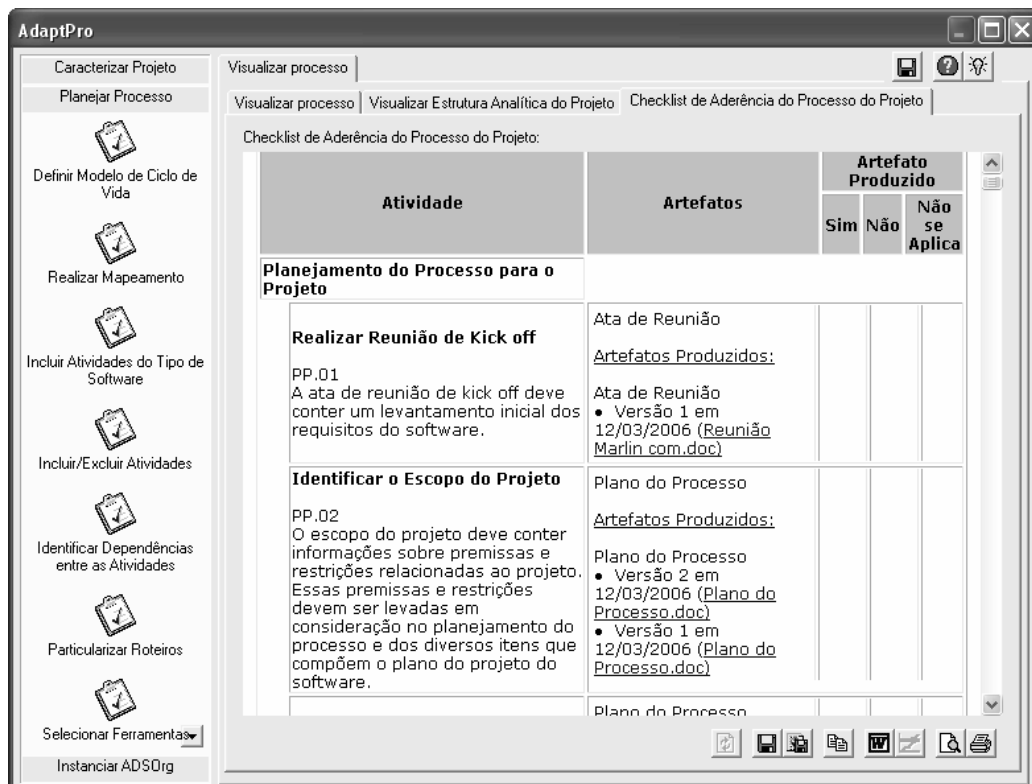 AdaptPro
Caracterizar Projeto
Planejar Processo
Definir Modelo de Ciclo de
Vida
Realizar Mapeamento
Incluir Atividades do Tipo de
Software
Incluir/Excluir Atividades
Identificar Dependências
entre as Atividades
Particularizar Roteiros
Selecionar Ferramentas
Instanciar ADSOrg
Visualizar processo
Visualizar processo
Visualizar Estrutura Analítica do Projeto
Checklist de Aderência do Processo do Projeto
Checklist de Aderência do Processo do Projeto:
Atividade
Artefatos
Artefato
Produzido
Sim
Não
Não
se
Aplica
Planejamento do Processo para o
Projeto
Realizar Reunião de Kick off
PP.01
A ata de reunião de kick off deve
conter um levantamento inicial dos
requisitos do software.
Ata de Reunião
Artefatos Produzidos:
Ata de Reunião
• Versão 1 em
12/03/2006 (Reunião
Marlin com.doc)
Identificar o Escopo do Projeto
PP.02
O escopo do projeto deve conter
informações sobre premissas e
restrições relacionadas ao projeto.
Essas premissas e restrições
devem ser levadas em
consideração no planejamento do
processo e dos diversos itens que
compõem o plano do projeto do
software.
Plano do Processo
Artefatos Produzidos:
Plano do Processo
• Versão 2 em
12/03/2006 (Plano do
Processo.doc)
• Versão 1 em
12/03/2006 (Plano do
Processo.doc)
Plano do Processo